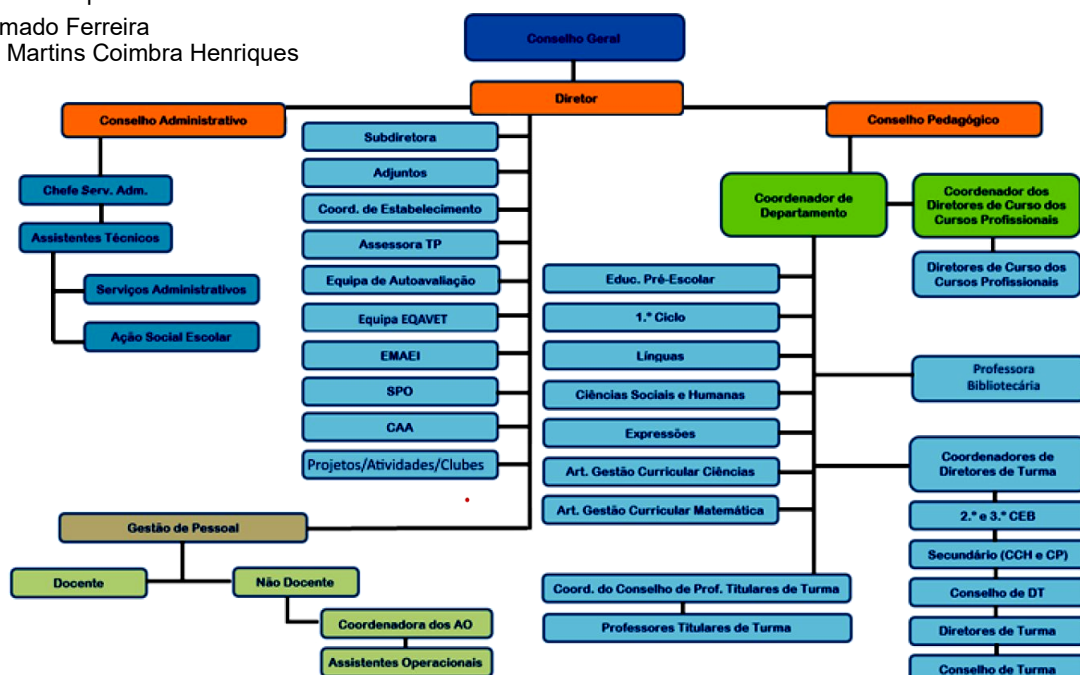 mado Ferreira
Martins Coimbra Henriques
Conselho Geral
Diretor
Conselho Administrativo
Conselho Pedagógico
Chefe Serv. Adm.
Assistentes Técnicos
Serviços Administrativos
Ação Social Escolar
Subdiretora
Adjuntos
Coord. de Estabelecimento
Assessora TP
Equipa de Autoavaliação
Equipa EQAVET
EMAEI
SPO
CAA
Projetos/Atividades/Clubes
Gestão de Pessoal
Docente
Não Docente
Coordenadora dos AO
Assistentes Operacionais
Coordenador de
Departamento
Educ. Pré-Escolar
1.º Ciclo
Línguas
Ciências Sociais e Humanas
Expressões
Art. Gestão Curricular Ciências
Art. Gestão Curricular Matemática
Coord. do Conselho de Prof. Titulares de Turma
Professores Titulares de Turma
Coordenador dos
Diretores de Curso dos
Cursos Profissionais
Diretores de Curso dos
Cursos Profissionais
Professora
Bibliotecária
Coordenadores de
Diretores de Turma
2.º e 3.º CEB
Secundário (CCH e CP)
Conselho de DT
Diretores de Turma
Conselho de Turma